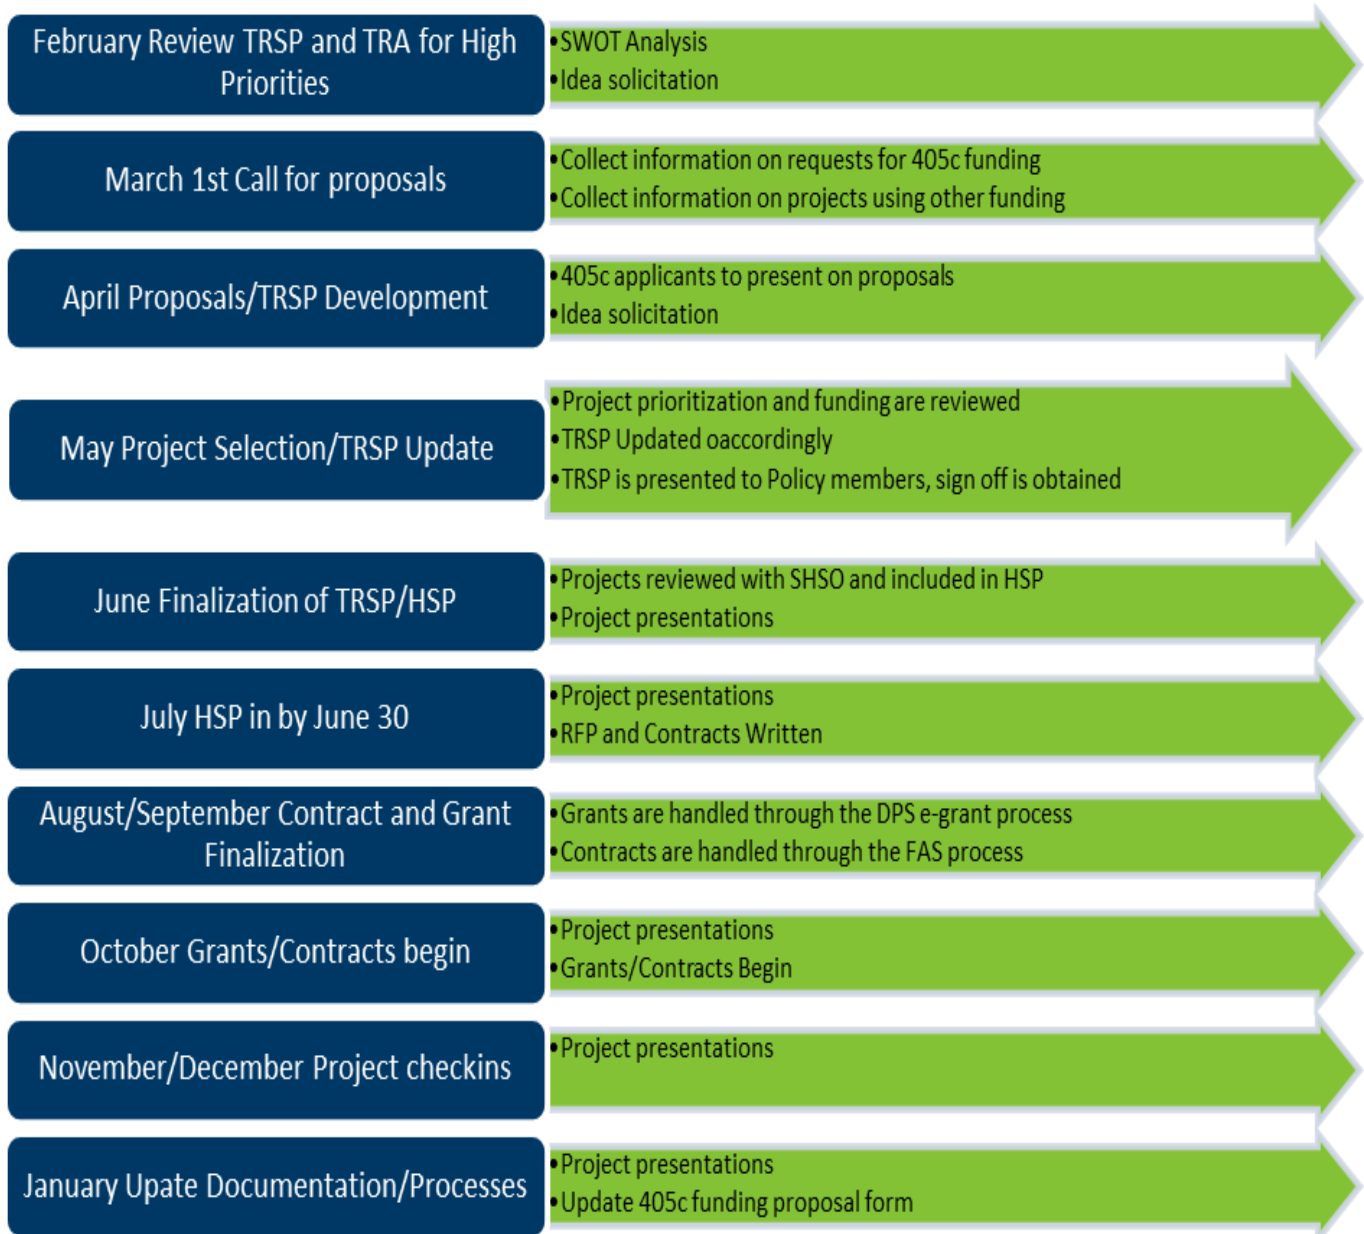 February Review TRSP and TRA for High
Priorities
•SWOT Analysis
•Idea solicitation
March 1st Call for proposals
•Collect information on requests for 405c funding
•Collect information on projects using other funding
April Proposals/TRSP Development
•405c applicants to present on proposals
•Idea solicitation
May Project Selection/TRSP Update
•Project prioritization and funding are reviewed
•TRSP Updated oaccordingly
•TRSP is presented to Policy members, sign off is obtained
June Finalization of TRSP/HSP
•Projects reviewed with SHSO and included in HSP
•Project presentations
July HSP in by June 30
•Project presentations
•RFP and Contracts Written
August/September Contract and Grant
Finalization
•Grants are handled through the DPS e-grant process
•Contracts are handled through the FAS process
October Grants/Contracts begin
•Project presentations
•Grants/Contracts Begin
November/December Project checkins
•Project presentations
January Upate Documentation/Processes
•Project presentations
•Update 405c funding proposal form